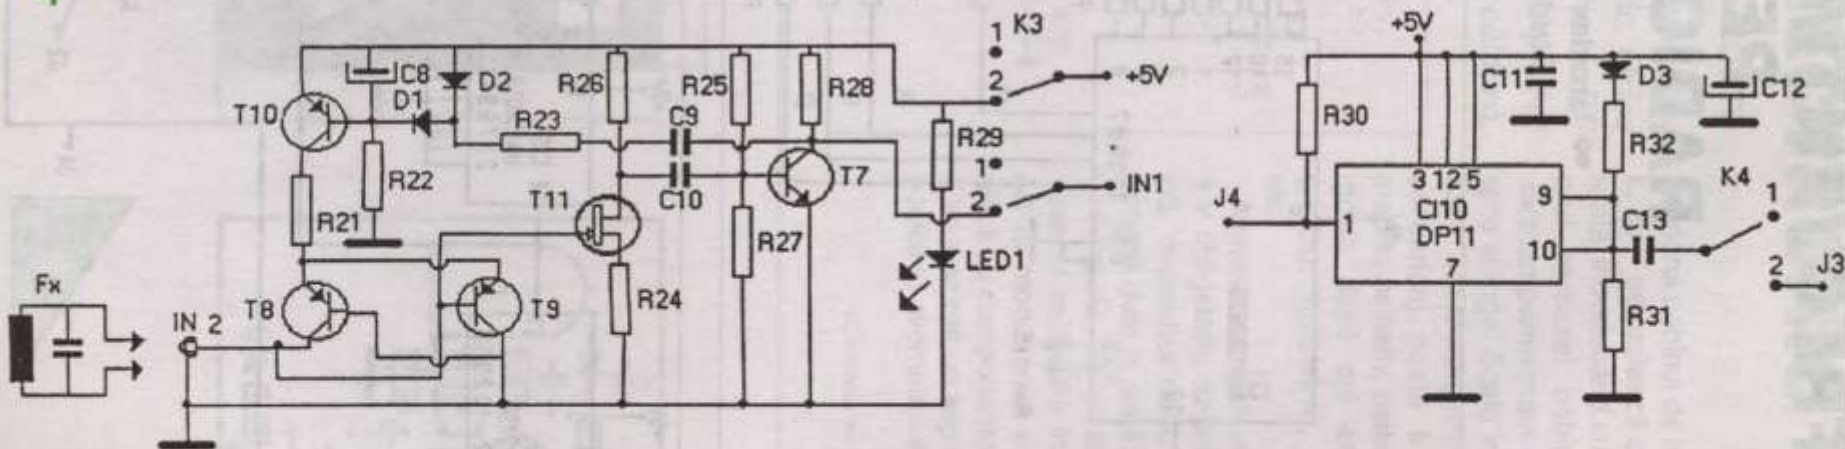 K3
1
2
+5V
T10
C8
D2
D1
R26
R25
R28
R23
C9
R29
R22
C10
T7
1
2
IN1
R21
T11
R27
LED1
Fx
T8
T9
R24
IN 2
+5V
C11
D3
C12
R30
R32
3 12 5
J4
1
CI10
DP11
9
10
7
C13
K4
1
2
J3
R31